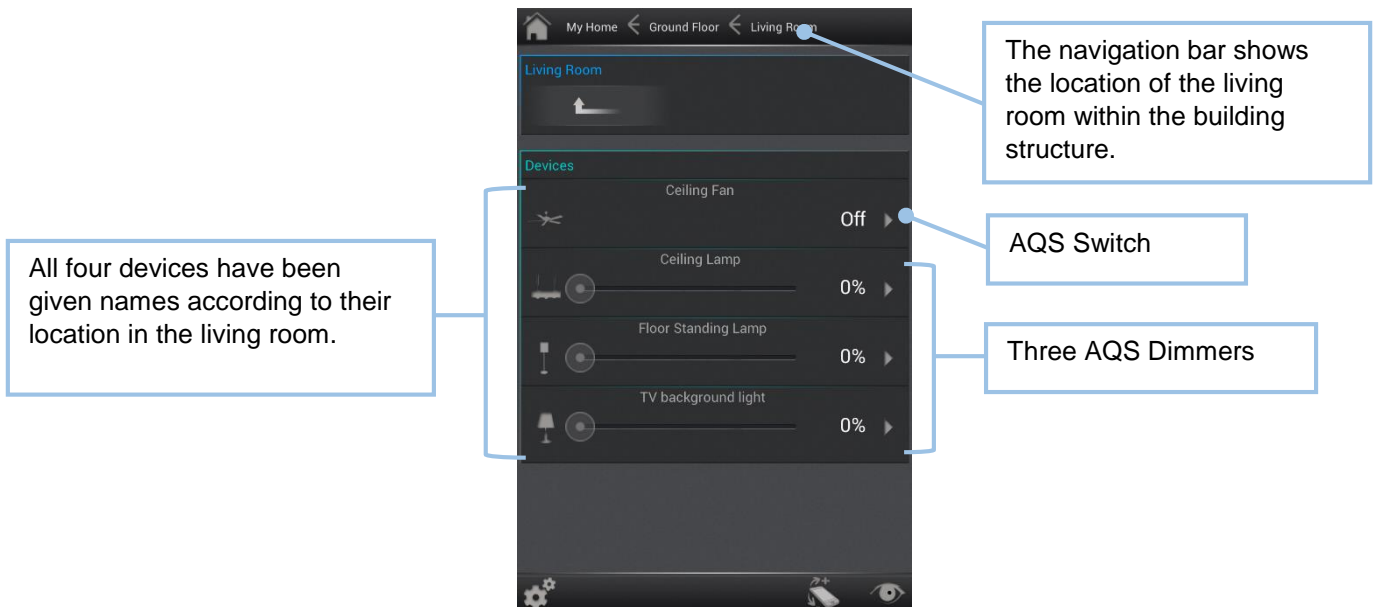 My Home Ground Floor Living Room
Living Room
Devices
Ceiling Fan
Off
Ceiling Lamp
0%
Floor Standing Lamp
0%
TV background light
0%
All four devices have been
given names according to their
location in the living room.
The navigation bar shows
the location of the living
room within the building
structure.
AQS Switch
Three AQS Dimmers